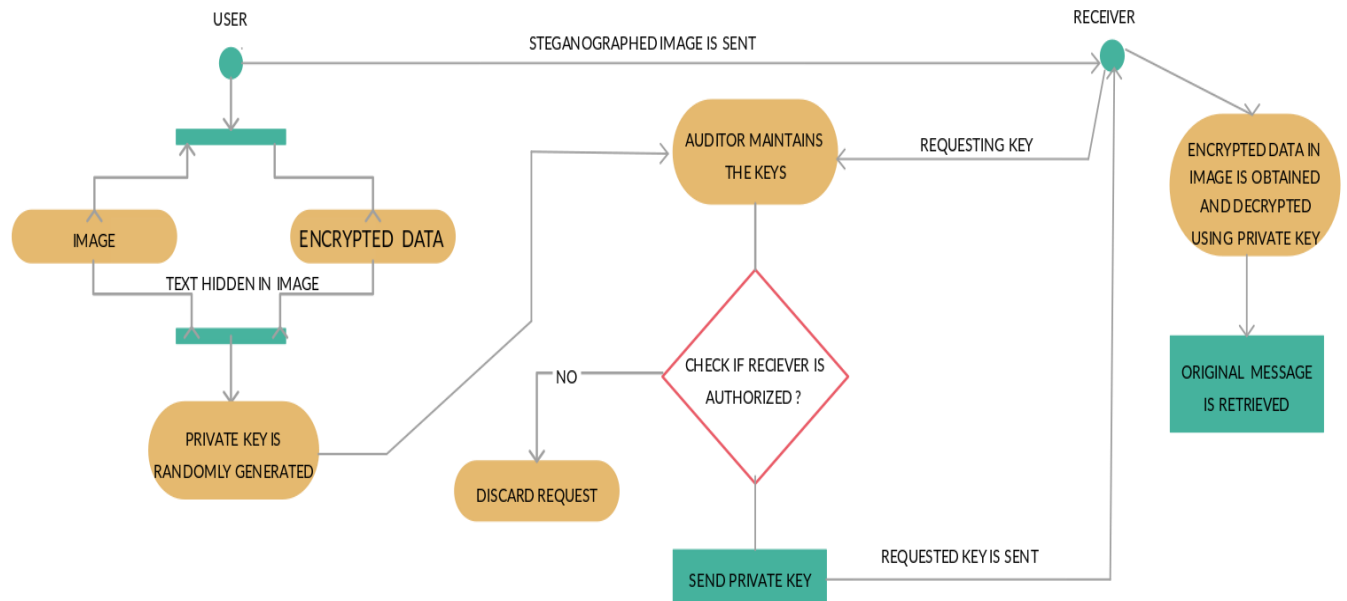 USER
RECEIVER
STEGANOGRAPHED IMAGE IS SENT
AUDITOR MAINTAINS
THE KEYS
REQUESTING KEY
ENCRYPTED DATA IN
IMAGE IS OBTAINED
AND DECRYPTED
USING PRIVATE KEY
IMAGE
ENCRYPTED DATA
TEXT HIDDEN IN IMAGE
CHECK IF RECIEVER IS
AUTHORIZED ?
NO
ORIGINAL MESSAGE
IS RETRIEVED
PRIVATE KEY IS
RANDOMLY GENERATED
DISCARD REQUEST
SEND PRIVATE KEY
REQUESTED KEY IS SENT